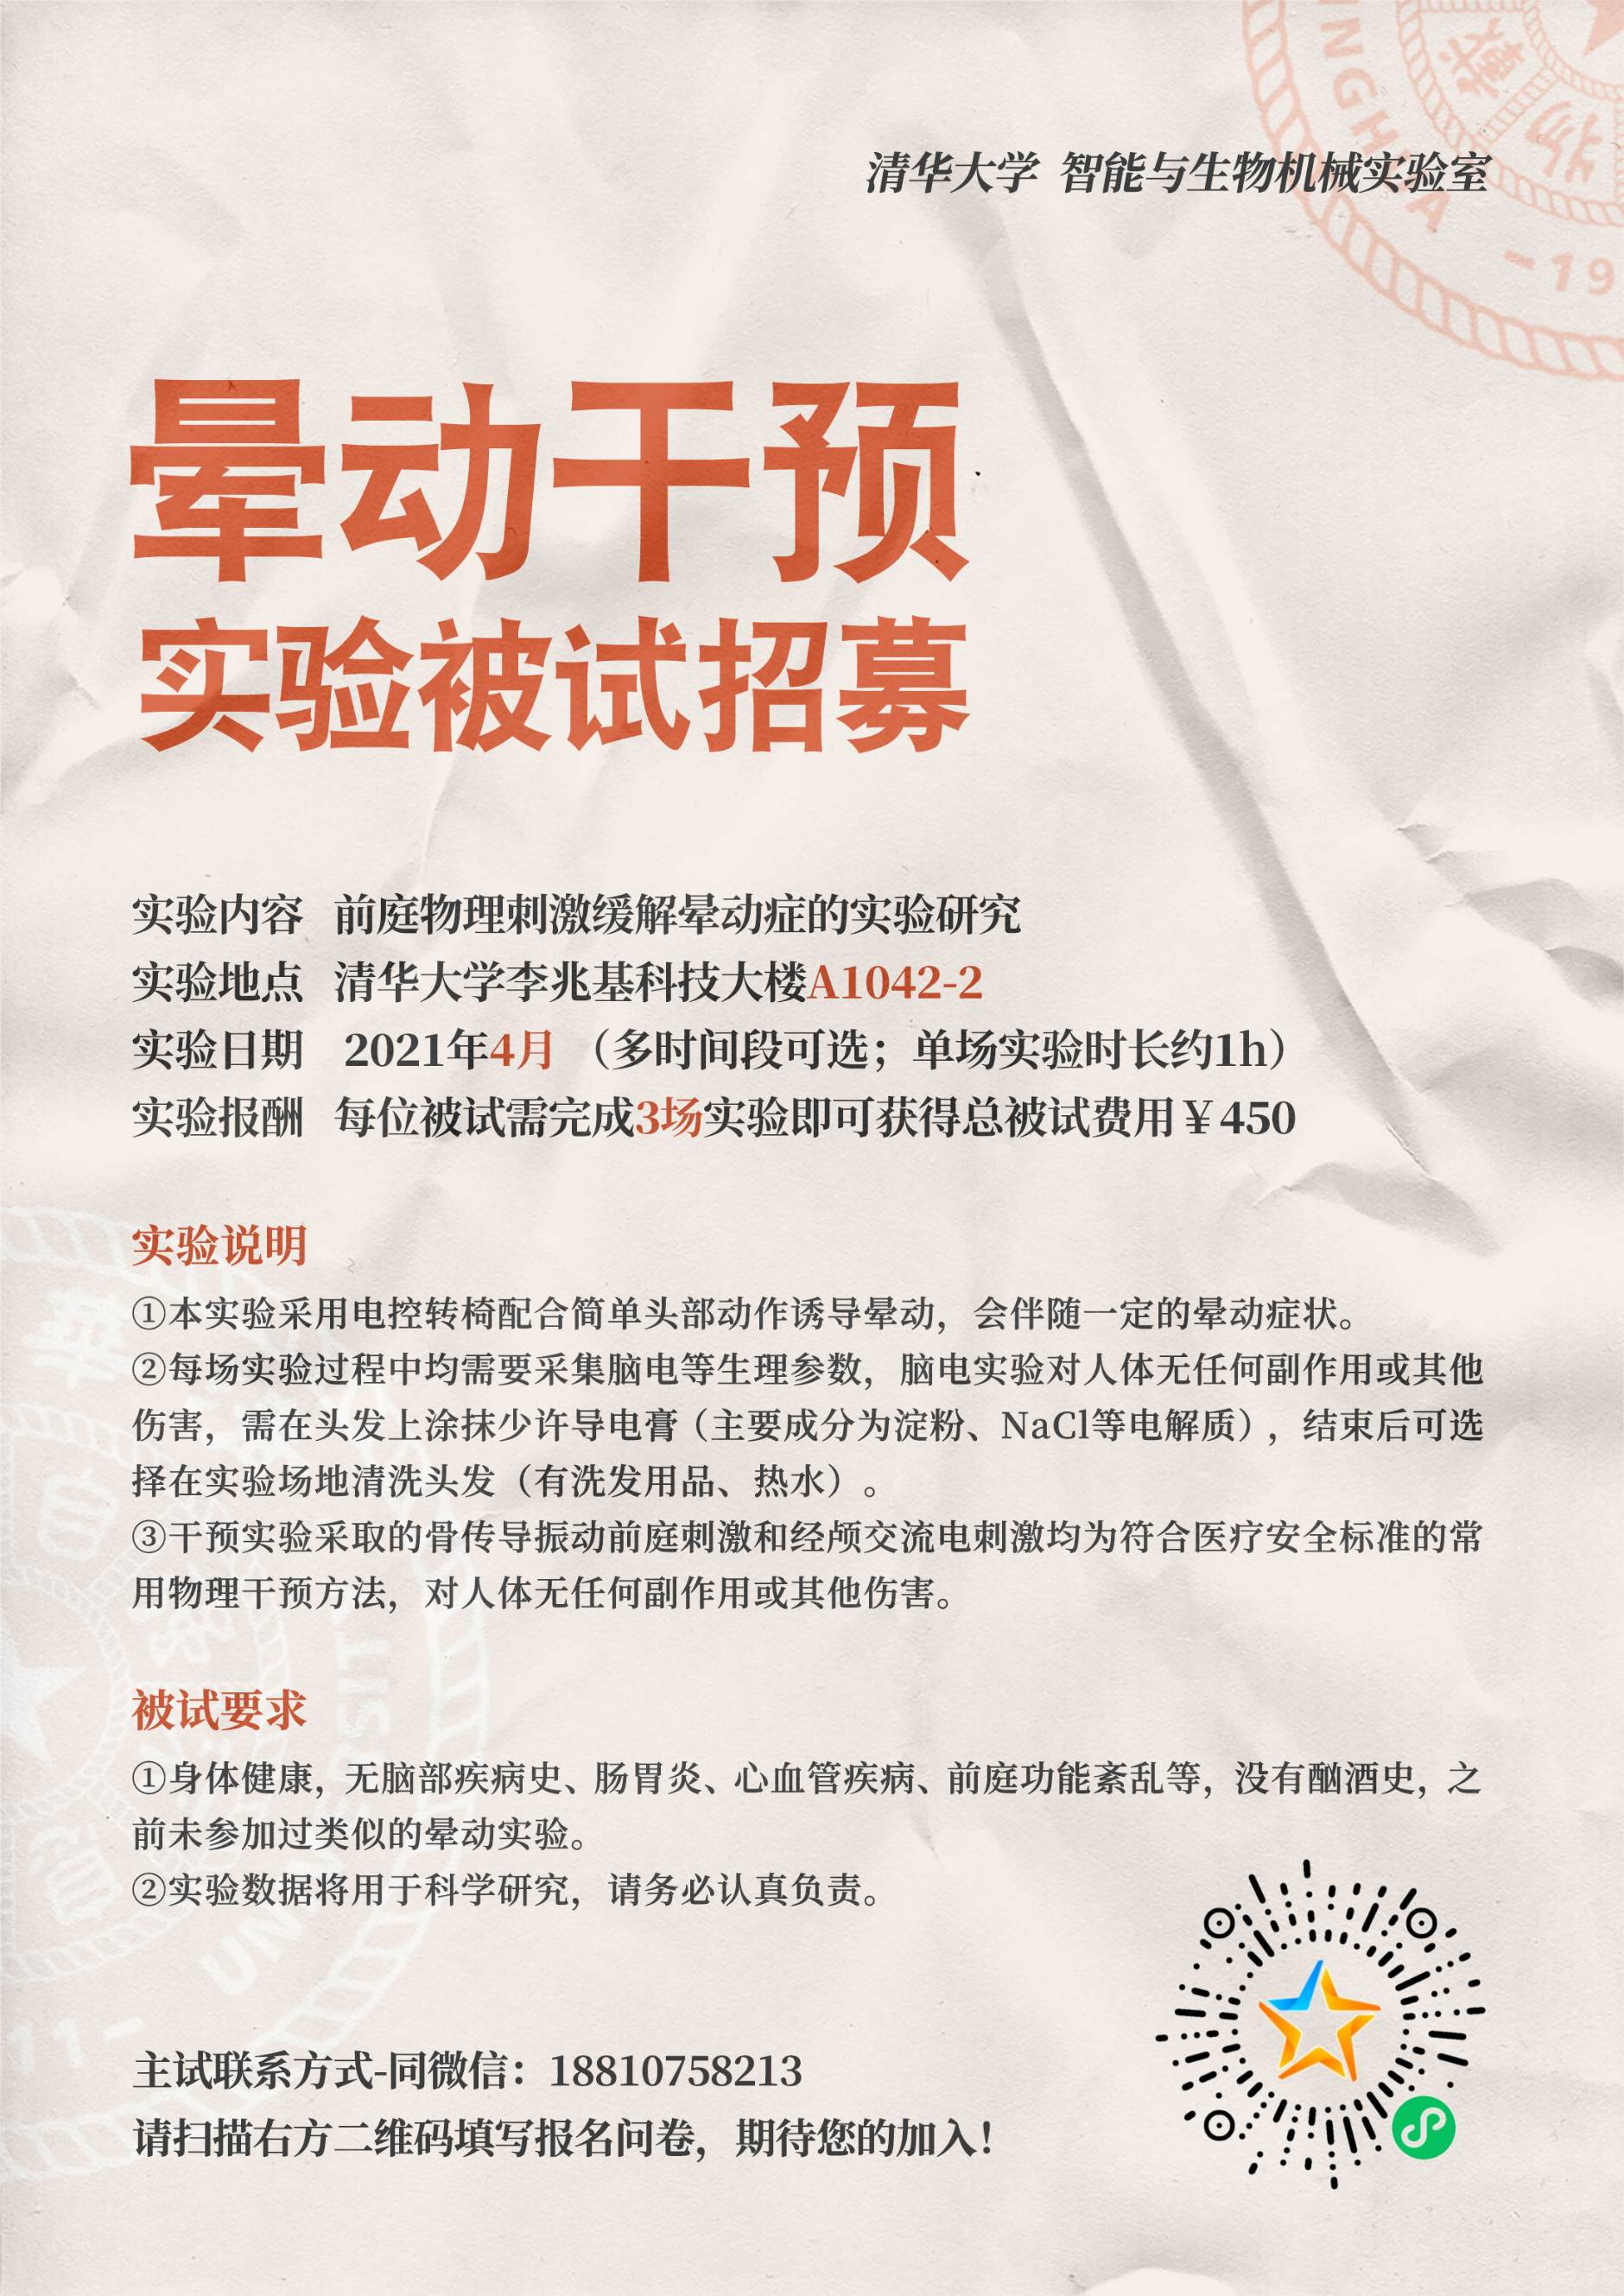 清华大学 智能与生物机械实验室
晕动干预
实验被试招募
实验内容 前庭物理刺激缓解晕动症的实验研究
实验地点 清华大学李兆基科技大楼A1042-2
实验日期 2021年4月（多时间段可选；单场实验时长约1h）
实验报酬 每位被试需完成3场实验即可获得总被试费用￥450
实验说明
①本实验采用电控转椅配合简单头部动作诱导晕动，会伴随一定的晕动症状。
②每场实验过程中均需要采集脑电等生理参数，脑电实验对人体无任何副作用或其他
伤害，需在头发上涂抹少许导电膏（主要成分为淀粉、NaCl等电解质），结束后可选
择在实验场地清洗头发（有洗发用品、热水）。
③干预实验采取的骨传导振动前庭刺激和经颅交流电刺激均为符合医疗安全标准的常
用物理干预方法，对人体无任何副作用或其他伤害。
被试要求
①身体健康，无脑部疾病史、肠胃炎、心血管疾病、前庭功能紊乱等，没有酗酒史，之
前未参加过类似的晕动实验。
②实验数据将用于科学研究，请务必认真负责。
主试联系方式-同微信：18810758213
请扫描右方二维码填写报名问卷，期待您的加入！